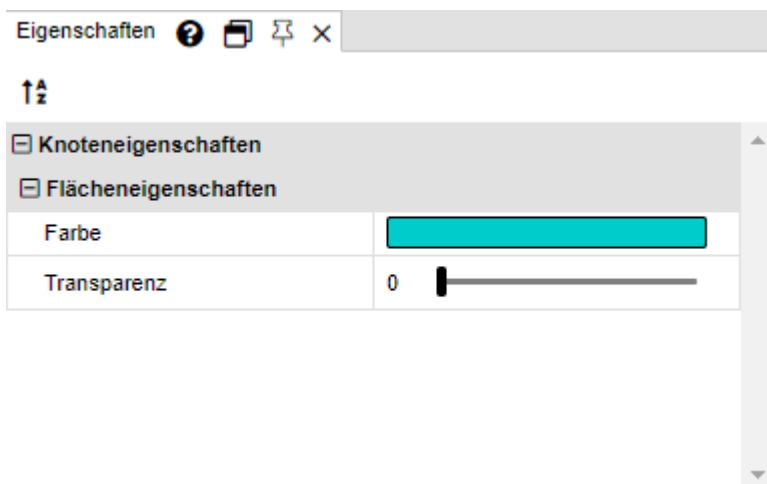 Eigenschaften
Knoteneigenschaften
Flächeneigenschaften
Farbe
Transparenz 0